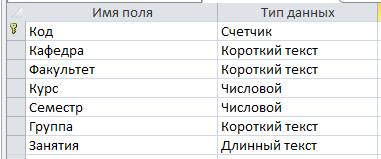 Имя поля Тип данных
Код Счетчик
Кафедра Короткий текст
Факультет Короткий текст
Курс Числовой
Семестр Числовой
Группа Короткий текст
Занятия Длинный текст